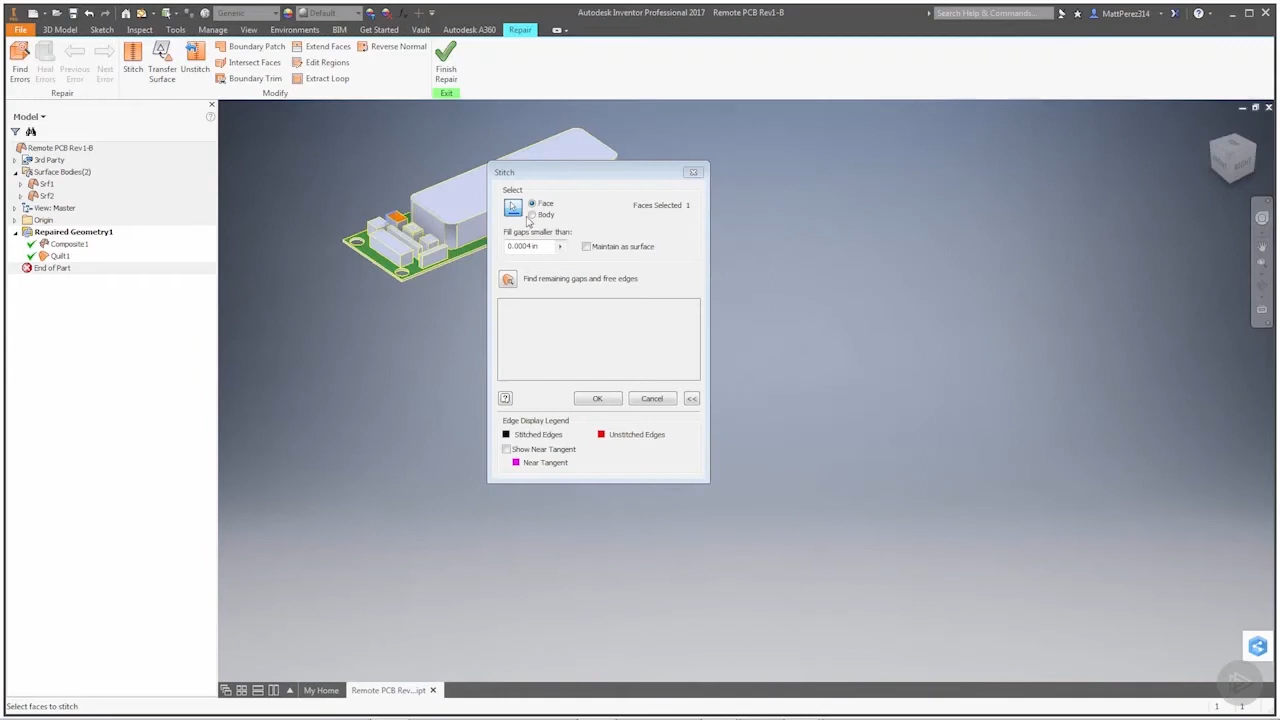 Generic
Default
Autodesk Inventor Professional 2017 Remote PCB Rev1-B
Search Help & Commands...
MattPerez314
File 3D Model Sketch Inspect Tools Manage View Environments BIM Get Started Vault Autodesk A360 Repair
Find Errors
Heal Errors
Previous Error
Next Error
Stitch
Transfer Surface
Unstitch
Boundary Patch
Extend Faces
Reverse Normal
Intersect Faces
Edit Regions
Boundary Trim
Extract Loop
Finish Repair
Repair
Modify
Exit
Model
Remote PCB Rev1-B
3rd Party
Surface Bodies(2)
Srf1
Srf2
View: Master
Origin
Repaired Geometry1
Composite1
Quilt1
End of Part
Stitch
Select
Face
Body
Faces Selected 1
Fill gaps smaller than:
0.0004 in
Maintain as surface
Find remaining gaps and free edges
OK
Cancel
<<
Edge Display Legend
Stitched Edges
Unstitched Edges
Show Near Tangent
Near Tangent
My Home
Remote PCB Rev...ipt
Select faces to stitch
1 1